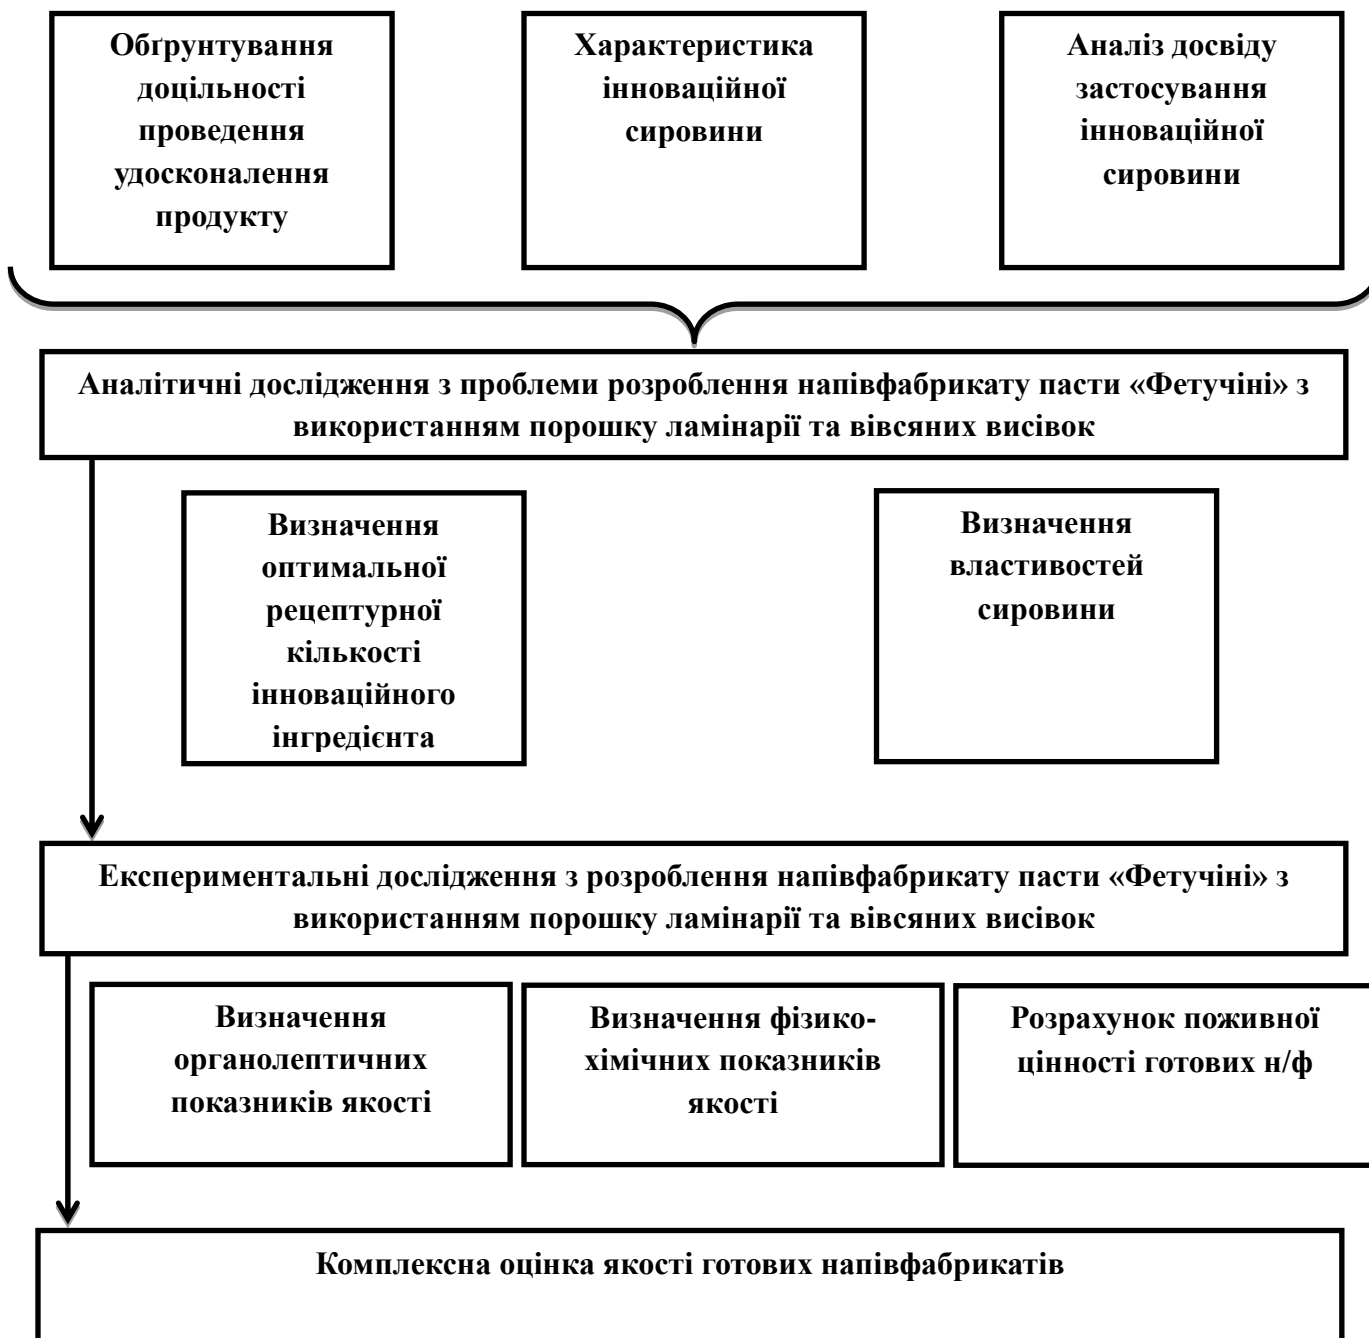 Обґрунтування
доцільності
проведення
удосконалення
продукту
Характеристика
інноваційної
сировини
Аналіз досвіду
застосування
інноваційної
сировини
Аналітичні дослідження з проблеми розроблення напівфабрикату пасти «Фетучіні» з
використанням порошку ламінарії та вівсяних висівок
Визначення
оптимальної
рецептурної
кількості
інноваційного
інгредієнта
Визначення
властивостей
сировини
Експериментальні дослідження з розроблення напівфабрикату пасти «Фетучіні» з
використанням порошку ламінарії та вівсяних висівок
Визначення
органолептичних
показників якості
Визначення фізико-
хімічних показників
якості
Розрахунок поживної
цінності готових н/ф
Комплексна оцінка якості готових напівфабрикатів